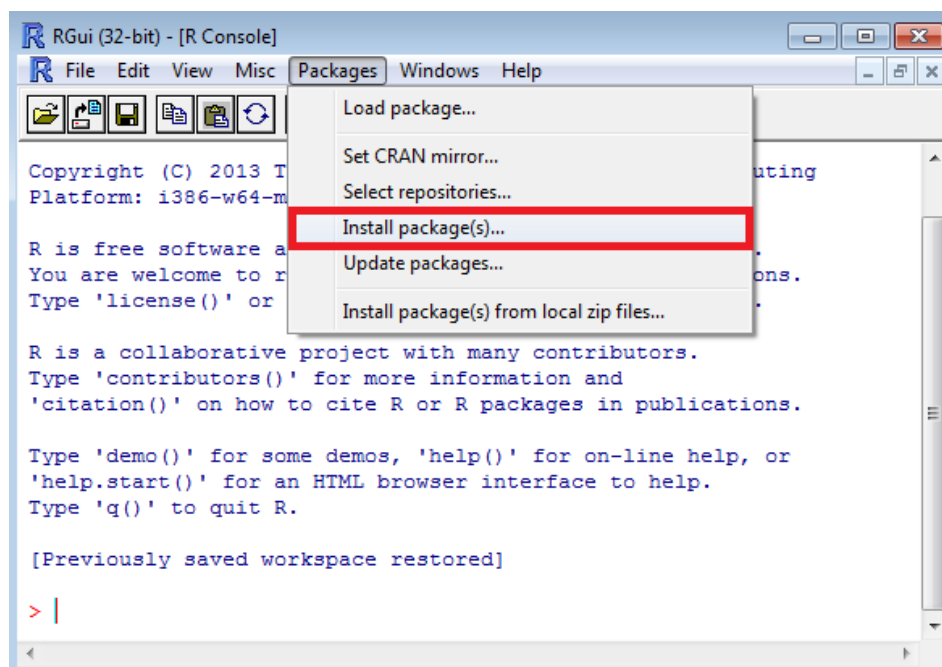 RGui (32-bit) - [R Console]
File Edit View Misc Packages Windows Help
Load package...
Set CRAN mirror...
Select repositories...
Install package(s)...
Update packages...
Install package(s) from local zip files...
Copyright (C) 2013 T uting
Platform: i386-w64-m
R is free software a .
You are welcome to r ons.
Type 'license()' or .
R is a collaborative project with many contributors.
Type 'contributors()' for more information and
'citation()' on how to cite R or R packages in publications.
Type 'demo()' for some demos, 'help()' for on-line help, or
'help.start()' for an HTML browser interface to help.
Type 'q()' to quit R.
[Previously saved workspace restored]
>